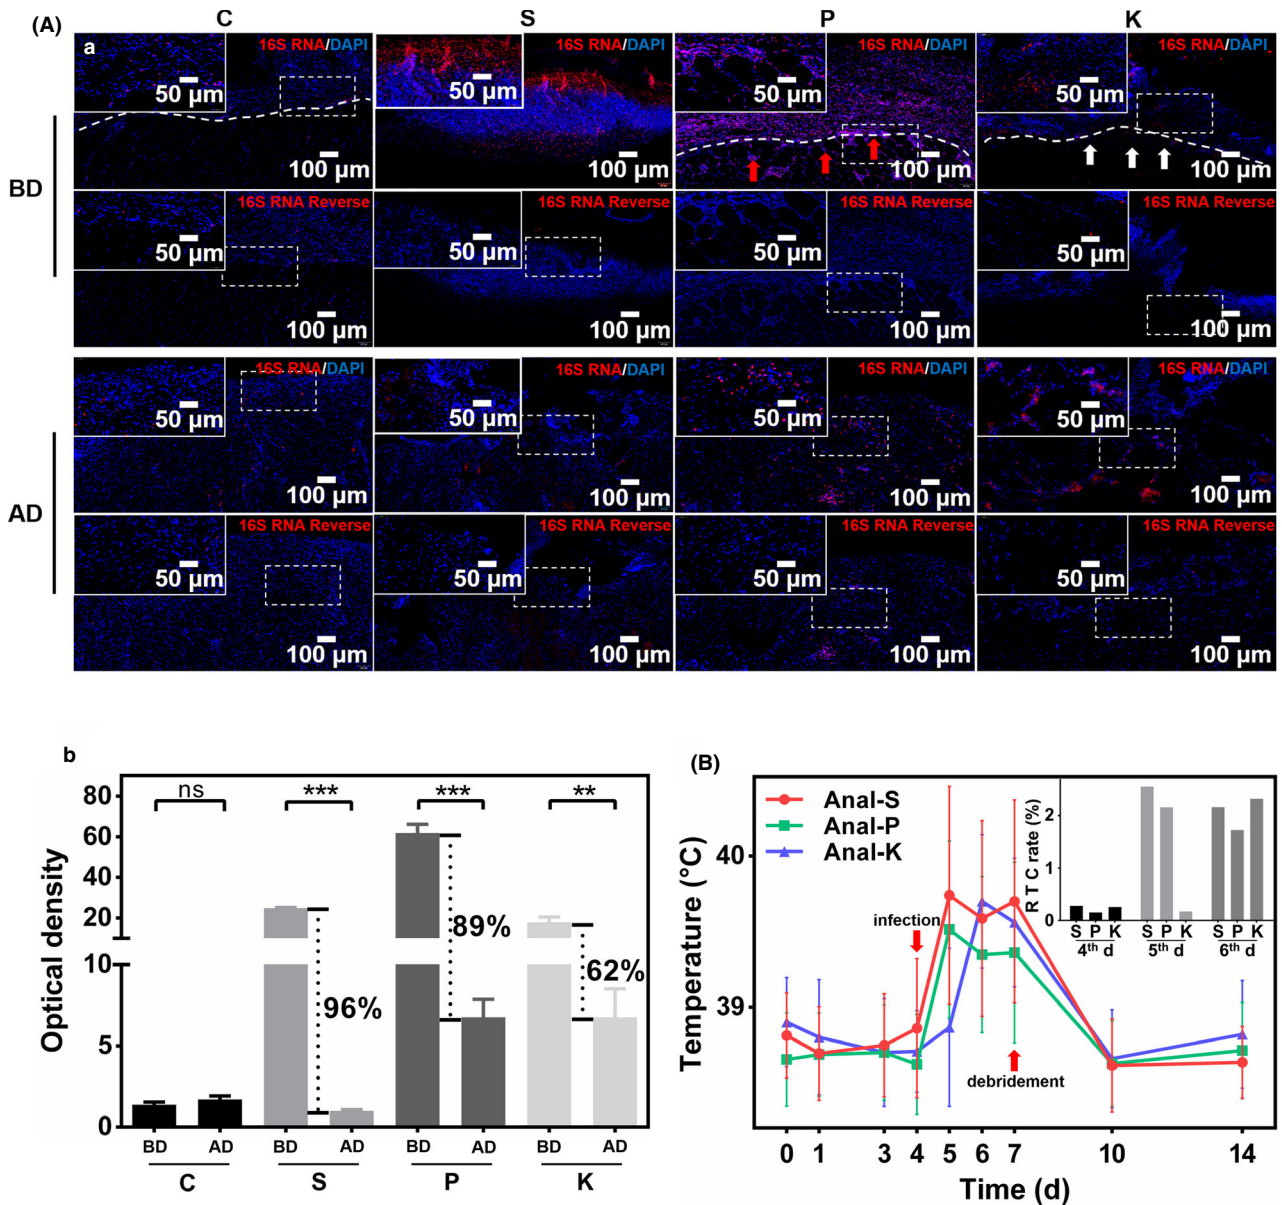 (A)
C S P K
a
16S RNA/DAPI 16S RNA/DAPI 16S RNA/DAPI 16S RNA/DAPI
50 µm 50 µm 50 µm 50 µm
100 µm 100 µm 100 µm 100 µm
BD
16S RNA Reverse 16S RNA Reverse 16S RNA Reverse 16S RNA Reverse
50 µm 50 µm 50 µm 50 µm
100 µm 100 µm 100 µm 100 µm
16S RNA/DAPI 16S RNA/DAPI 16S RNA/DAPI 16S RNA/DAPI
50 µm 50 µm 50 µm 50 µm
100 µm 100 µm 100 µm 100 µm
AD
16S RNA Reverse 16S RNA Reverse 16S RNA Reverse 16S RNA Reverse
50 µm 50 µm 50 µm 50 µm
100 µm 100 µm 100 µm 100 µm
b
Optical density
80
60
40
20
10
5
0
ns *** *** **
96% 89% 62%
BD AD BD AD BD AD BD AD
C S P K
(B)
Temperature (°C)
40
39
Anal-S
Anal-P
Anal-K
infection
debridement
R T C rate (%)
2
1
0
S P K S P K S P K
4th d 5th d 6th d
0 1 3 4 5 6 7 10 14
Time (d)